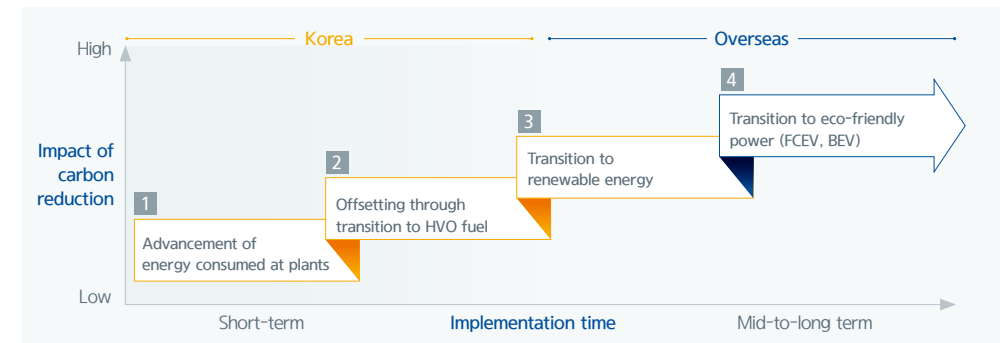 Korea
Overseas
High
4
Transition to eco-friendly
power (FCEV, BEV)
3
Transition to
renewable energy
Impact of
carbon
reduction
2
Offsetting through
transition to HVO fuel
1
Advancement of
energy consumed at plants
Low
Short-term
Implementation time
Mid-to-long term